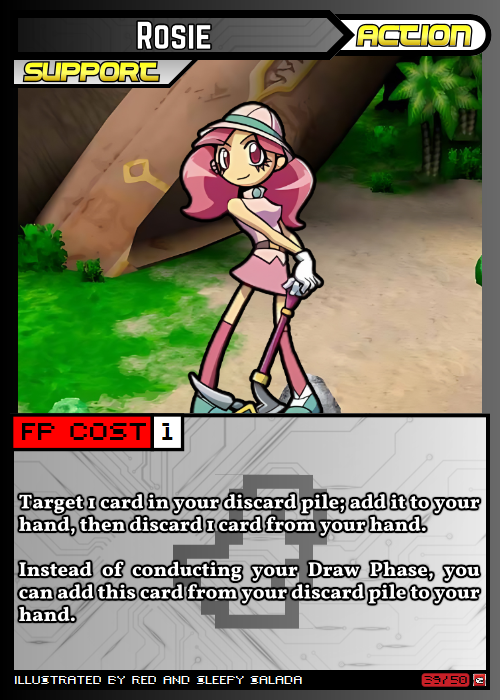 Rosie
ACTION
SUPPORT
FP COST 1
Target 1 card in your discard pile; add it to your
hand, then discard 1 card from your hand.
Instead of conducting your Draw Phase, you
can add this card from your discard pile to your
hand.
ILLUSTRATED BY RED AND SLEEPY SALADA
39/50